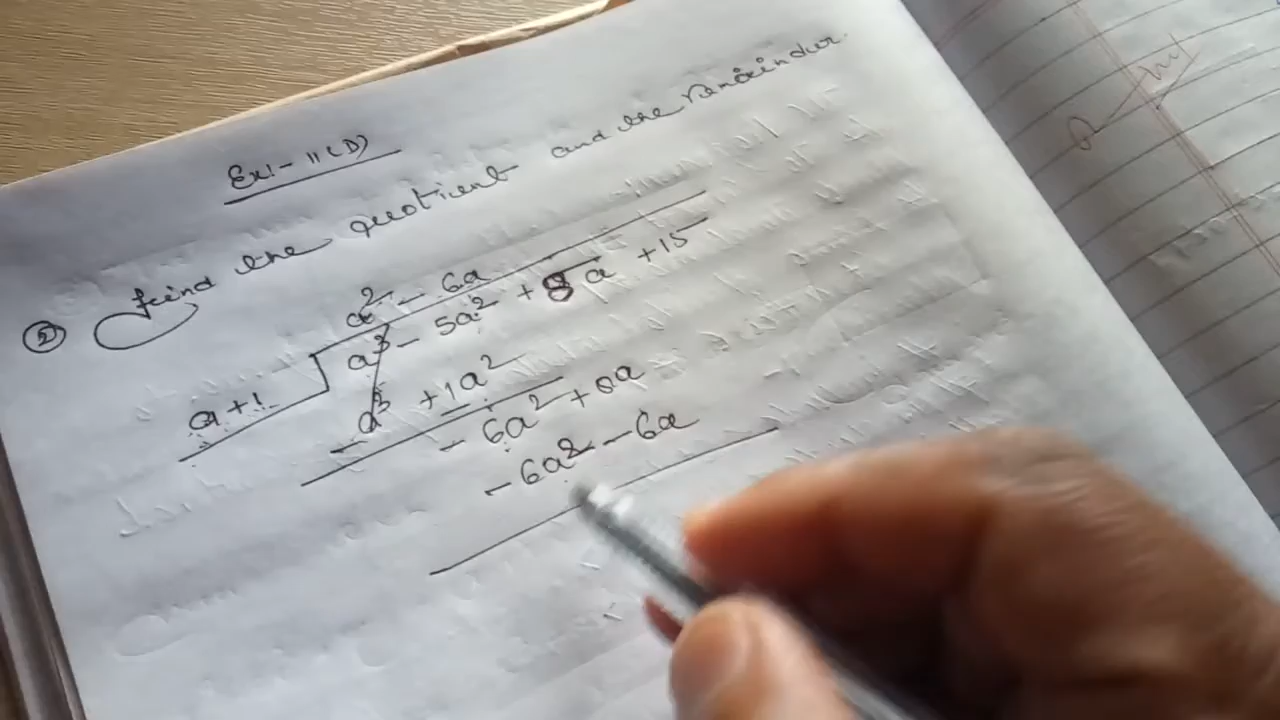 Ex:- 11(D)
② find the quotient and the remainder.
a² - 6a
a+1 a³ - 5a² + 8a + 15
- a³ + 1a²
- 6a² + 8a
- 6a² - 6a